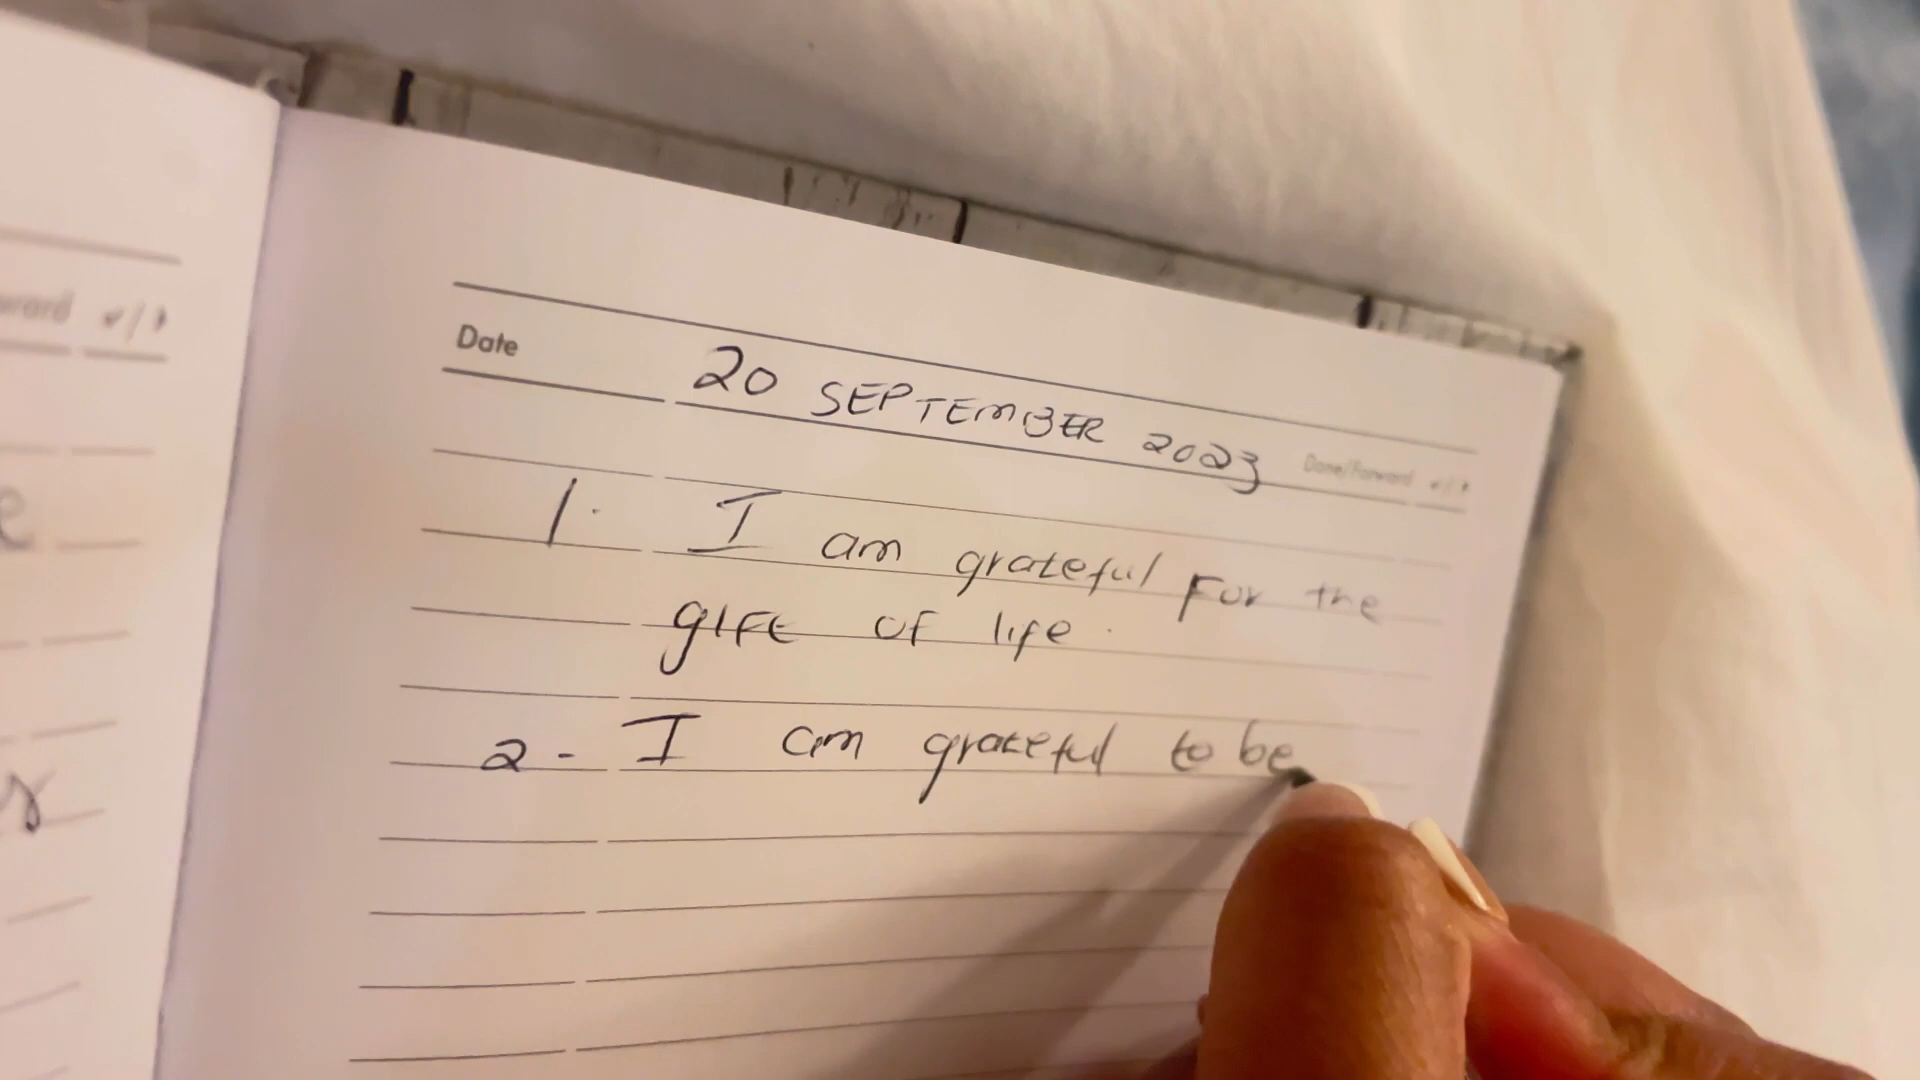 Date 20 SEPTEMBER 2023 Done/Forward
1. I am grateful For the
gift of life.
2- I am grateful to be